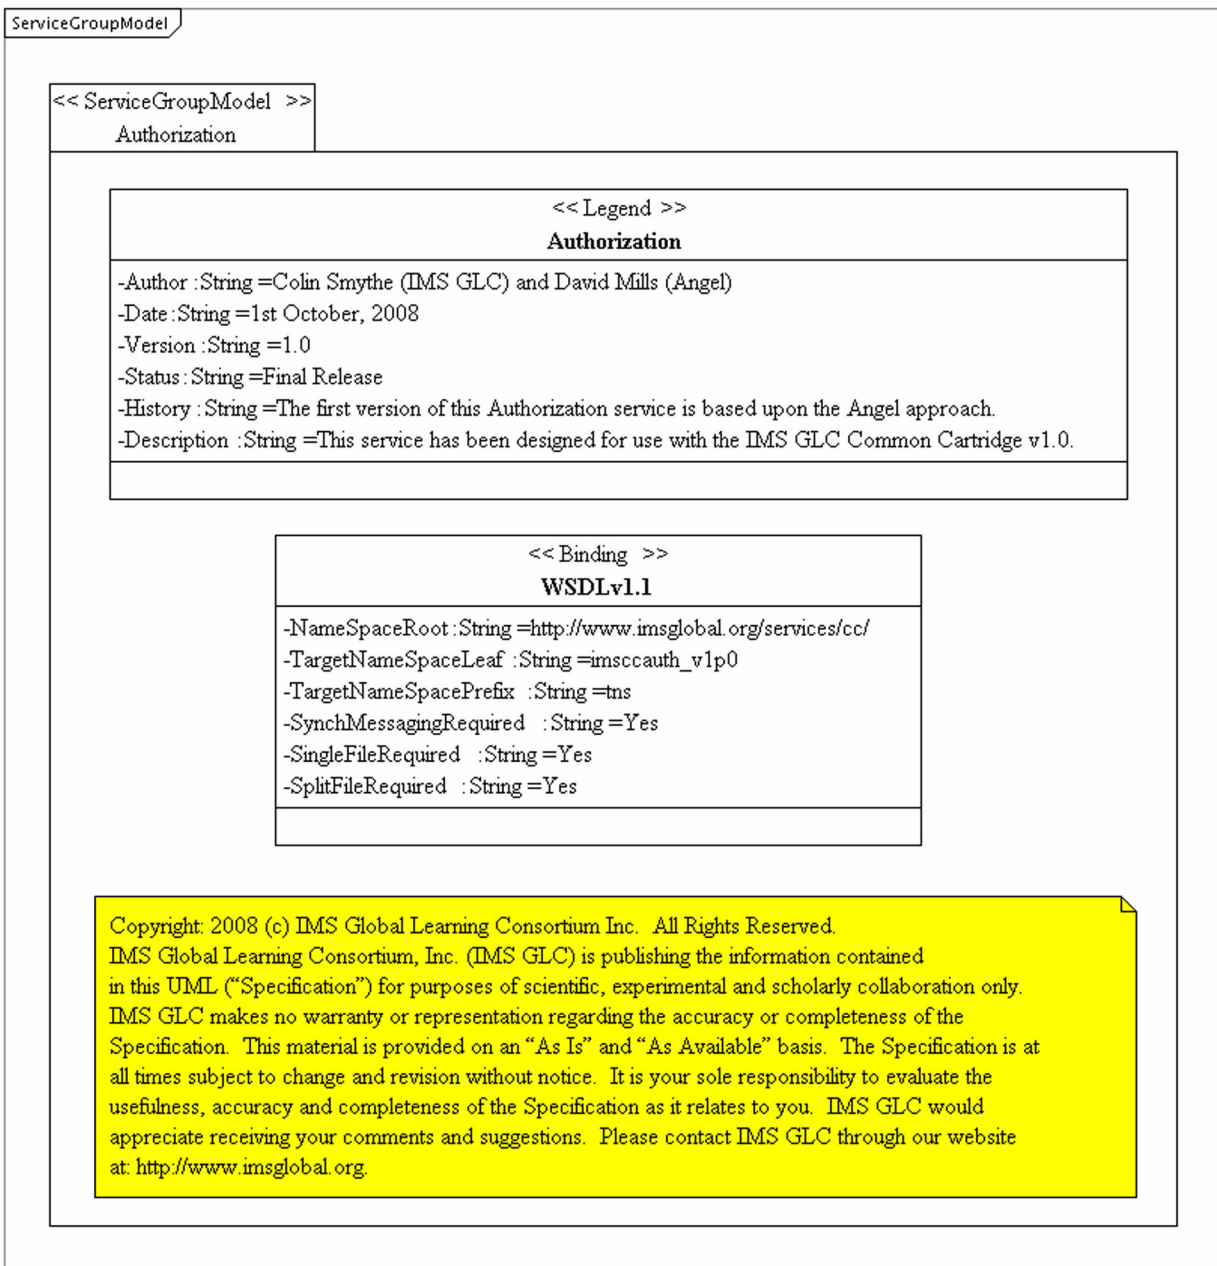 ServiceGroupModel
<< ServiceGroupModel >>
Authorization
<< Legend >>
Authorization
-Author :String =Colin Smythe (IMS GLC) and David Mills (Angel)
-Date :String =1st October, 2008
-Version :String =1.0
-Status :String =Final Release
-History :String =The first version of this Authorization service is based upon the Angel approach.
-Description :String =This service has been designed for use with the IMS GLC Common Cartridge v1.0.
<< Binding >>
WSDLv1.1
-NameSpaceRoot :String =http://www.imsglobal.org/services/cc/
-TargetNameSpaceLeaf :String =imsccauth_v1p0
-TargetNameSpacePrefix :String =tns
-SynchMessagingRequired :String =Yes
-SingleFileRequired :String =Yes
-SplitFileRequired :String =Yes
Copyright: 2008 (c) IMS Global Learning Consortium Inc. All Rights Reserved.
IMS Global Learning Consortium, Inc. (IMS GLC) is publishing the information contained
in this UML (“Specification”) for purposes of scientific, experimental and scholarly collaboration only.
IMS GLC makes no warranty or representation regarding the accuracy or completeness of the
Specification. This material is provided on an “As Is” and “As Available” basis. The Specification is at
all times subject to change and revision without notice. It is your sole responsibility to evaluate the
usefulness, accuracy and completeness of the Specification as it relates to you. IMS GLC would
appreciate receiving your comments and suggestions. Please contact IMS GLC through our website
at: http://www.imsglobal.org.